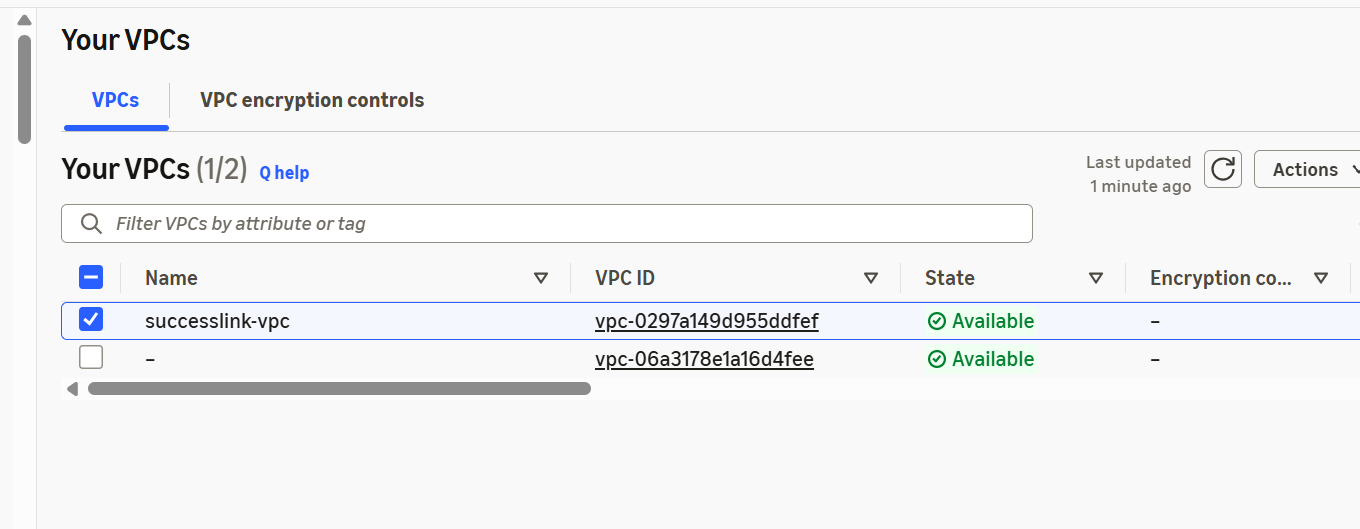 Your VPCs
VPCs
VPC encryption controls
Your VPCs (1/2) Q help
Last updated
1 minute ago
Actions
Filter VPCs by attribute or tag
Name VPC ID State Encryption co...
successlink-vpc vpc-0297a149d955ddfef Available –
– vpc-06a3178e1a16d4fee Available –